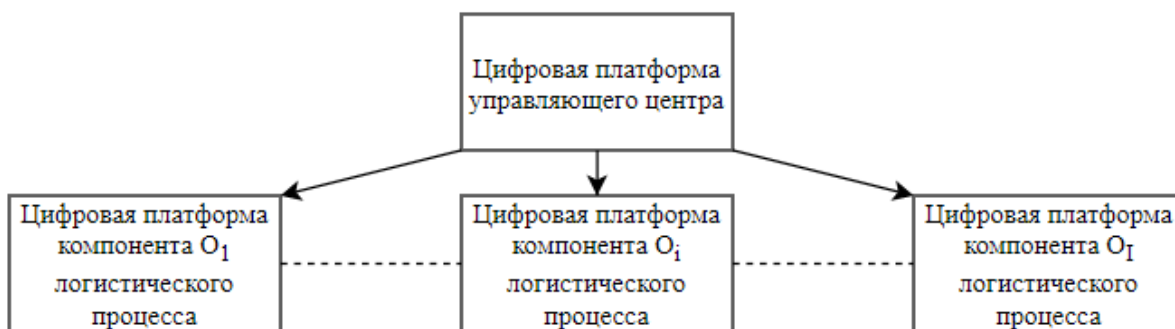 Цифровая платформа
управляющего центра
Цифровая платформа
компонента O1
логистического
процесса
Цифровая платформа
компонента Oi
логистического
процесса
Цифровая платформа
компонента OI
логистического
процесса